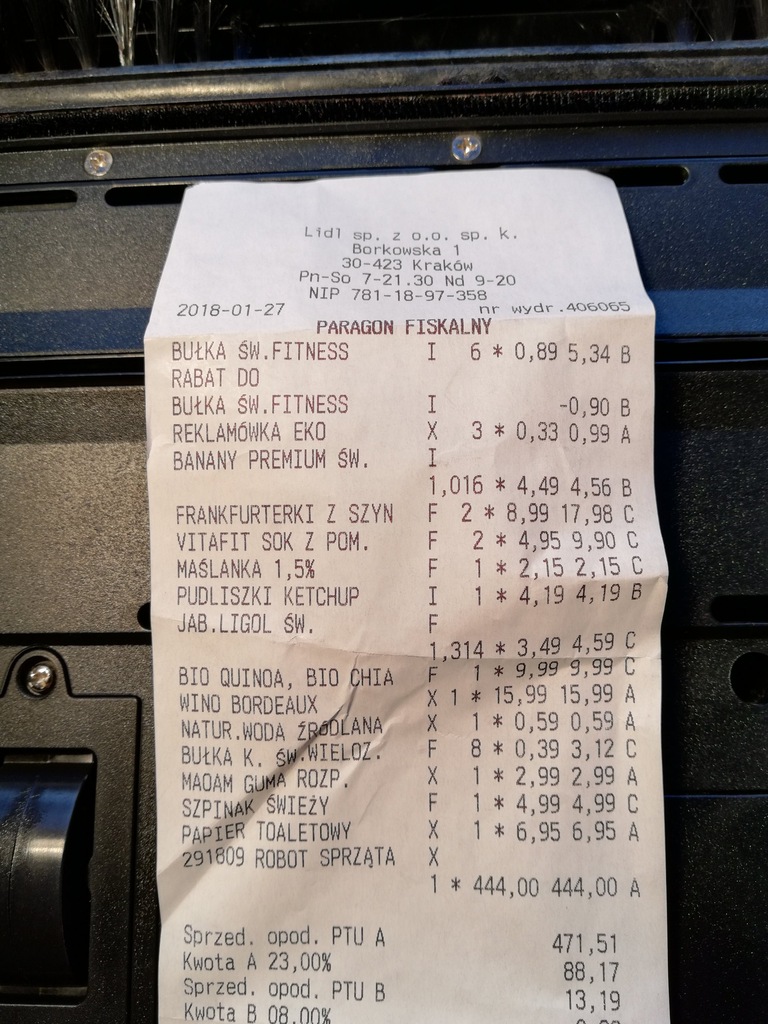 Lidl sp. z o.o. sp. k.
Borkowska 1
30-423 Kraków
Pn-So 7-21.30 Nd 9-20
NIP 781-18-97-358
2018-01-27 nr wydr.406065
PARAGON FISKALNY
BUŁKA ŚW.FITNESS I 6 * 0,89 5,34 B
RABAT DO
BUŁKA ŚW.FITNESS I -0,90 B
REKLAMÓWKA EKO X 3 * 0,33 0,99 A
BANANY PREMIUM ŚW. I
1,016 * 4,49 4,56 B
FRANKFURTERKI Z SZYN F 2 * 8,99 17,98 C
VITAFIT SOK Z POM. F 2 * 4,95 9,90 C
MAŚLANKA 1,5% F 1 * 2,15 2,15 C
PUDLISZKI KETCHUP I 1 * 4,19 4,19 B
JAB.LIGOL ŚW. F
1,314 * 3,49 4,59 C
BIO QUINOA, BIO CHIA F 1 * 9,99 9,99 C
WINO BORDEAUX X 1 * 15,99 15,99 A
NATUR.WODA ŹRÓDLANA X 1 * 0,59 0,59 A
BUŁKA K. ŚW.WIELOZ. F 8 * 0,39 3,12 C
MAOAM GUMA ROZP. X 1 * 2,99 2,99 A
SZPINAK ŚWIEŻY F 1 * 4,99 4,99 C
PAPIER TOALETOWY X 1 * 6,95 6,95 A
291809 ROBOT SPRZĄTA X
1 * 444,00 444,00 A
Sprzed. opod. PTU A 471,51
Kwota A 23,00% 88,17
Sprzed. opod. PTU B 13,19
Kwota B 08,00%